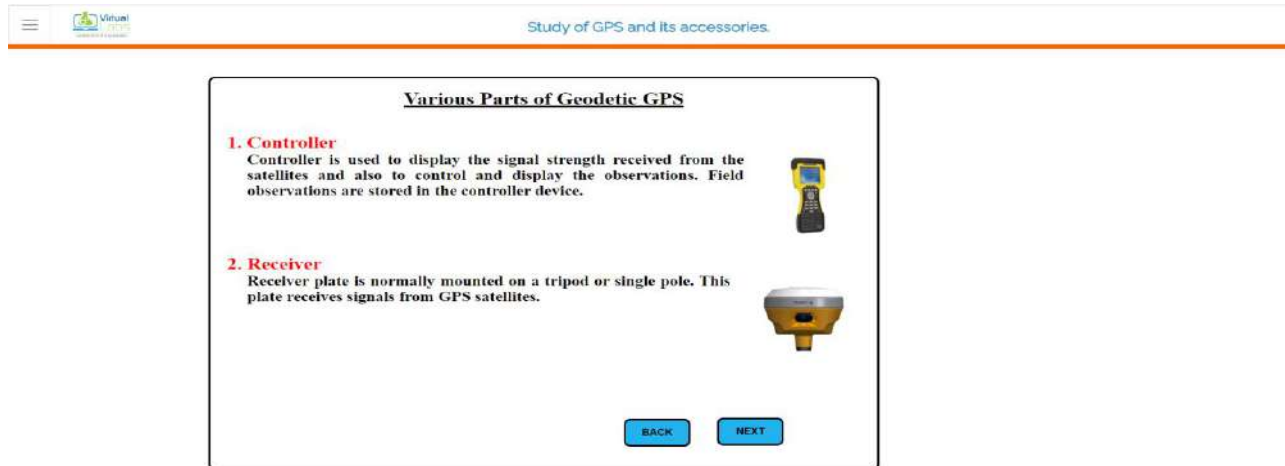 Virtual
Labs
Study of GPS and its accessories.
Various Parts of Geodetic GPS
1. Controller
Controller is used to display the signal strength received from the
satellites and also to control and display the observations. Field
observations are stored in the controller device.
2. Receiver
Receiver plate is normally mounted on a tripod or single pole. This
plate receives signals from GPS satellites.
BACK
NEXT